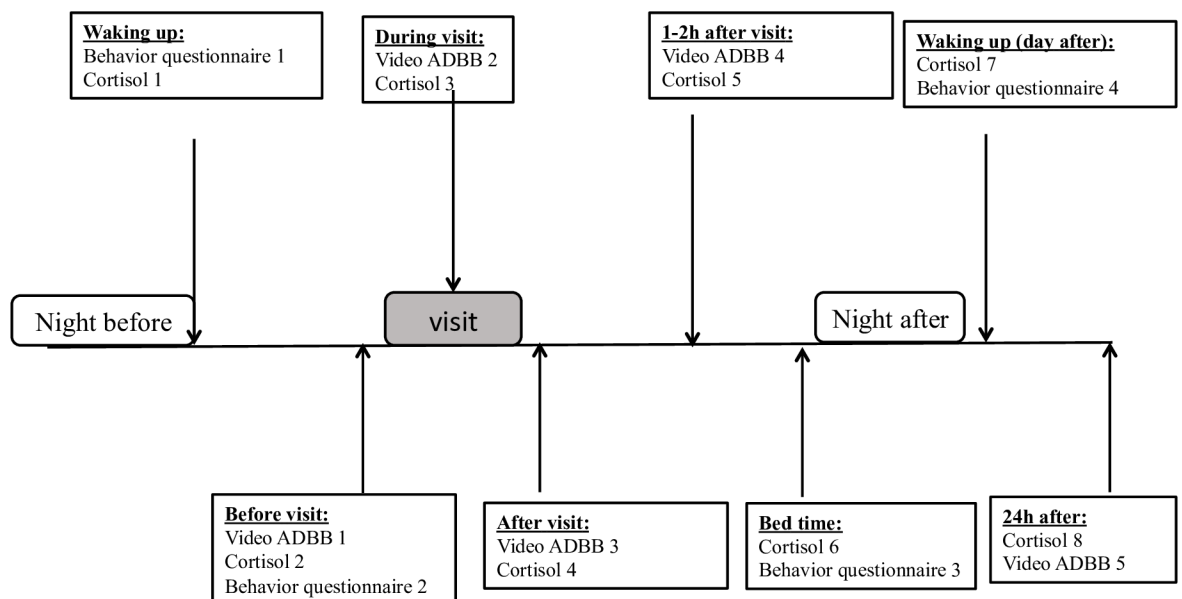 Waking up:
Behavior questionnaire 1
Cortisol 1
During visit:
Video ADBB 2
Cortisol 3
1-2h after visit:
Video ADBB 4
Cortisol 5
Waking up (day after):
Cortisol 7
Behavior questionnaire 4
Night before
visit
Night after
Before visit:
Video ADBB 1
Cortisol 2
Behavior questionnaire 2
After visit:
Video ADBB 3
Cortisol 4
Bed time:
Cortisol 6
Behavior questionnaire 3
24h after:
Cortisol 8
Video ADBB 5